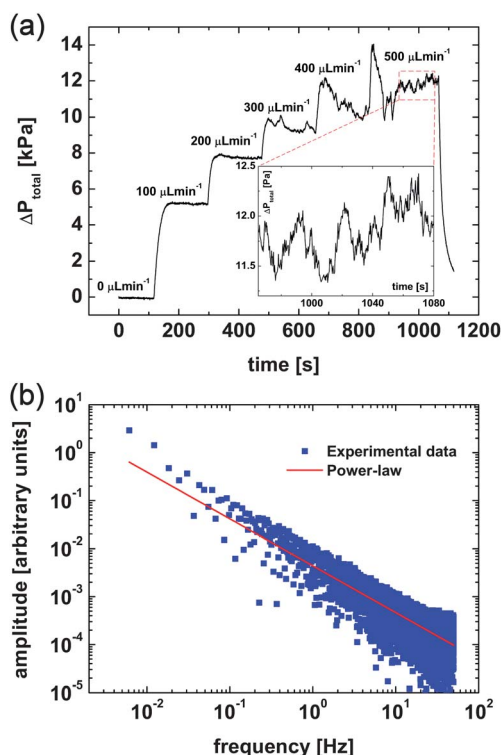 (a)
14
12
10
8
6
4
2
0
ΔP_total [kPa]
0 μLmin⁻¹
100 μLmin⁻¹
200 μLmin⁻¹
300 μLmin⁻¹
400 μLmin⁻¹
500 μLmin⁻¹
12.5
12.0
11.5
ΔP_total [Pa]
time [s]
1000 1040 1080
0 200 400 600 800 1000 1200
time [s]
(b)
10¹
10⁰
10⁻¹
10⁻²
10⁻³
10⁻⁴
10⁻⁵
amplitude [arbitrary units]
Experimental data
Power-law
10⁻² 10⁻¹ 10⁰ 10¹ 10²
frequency [Hz]